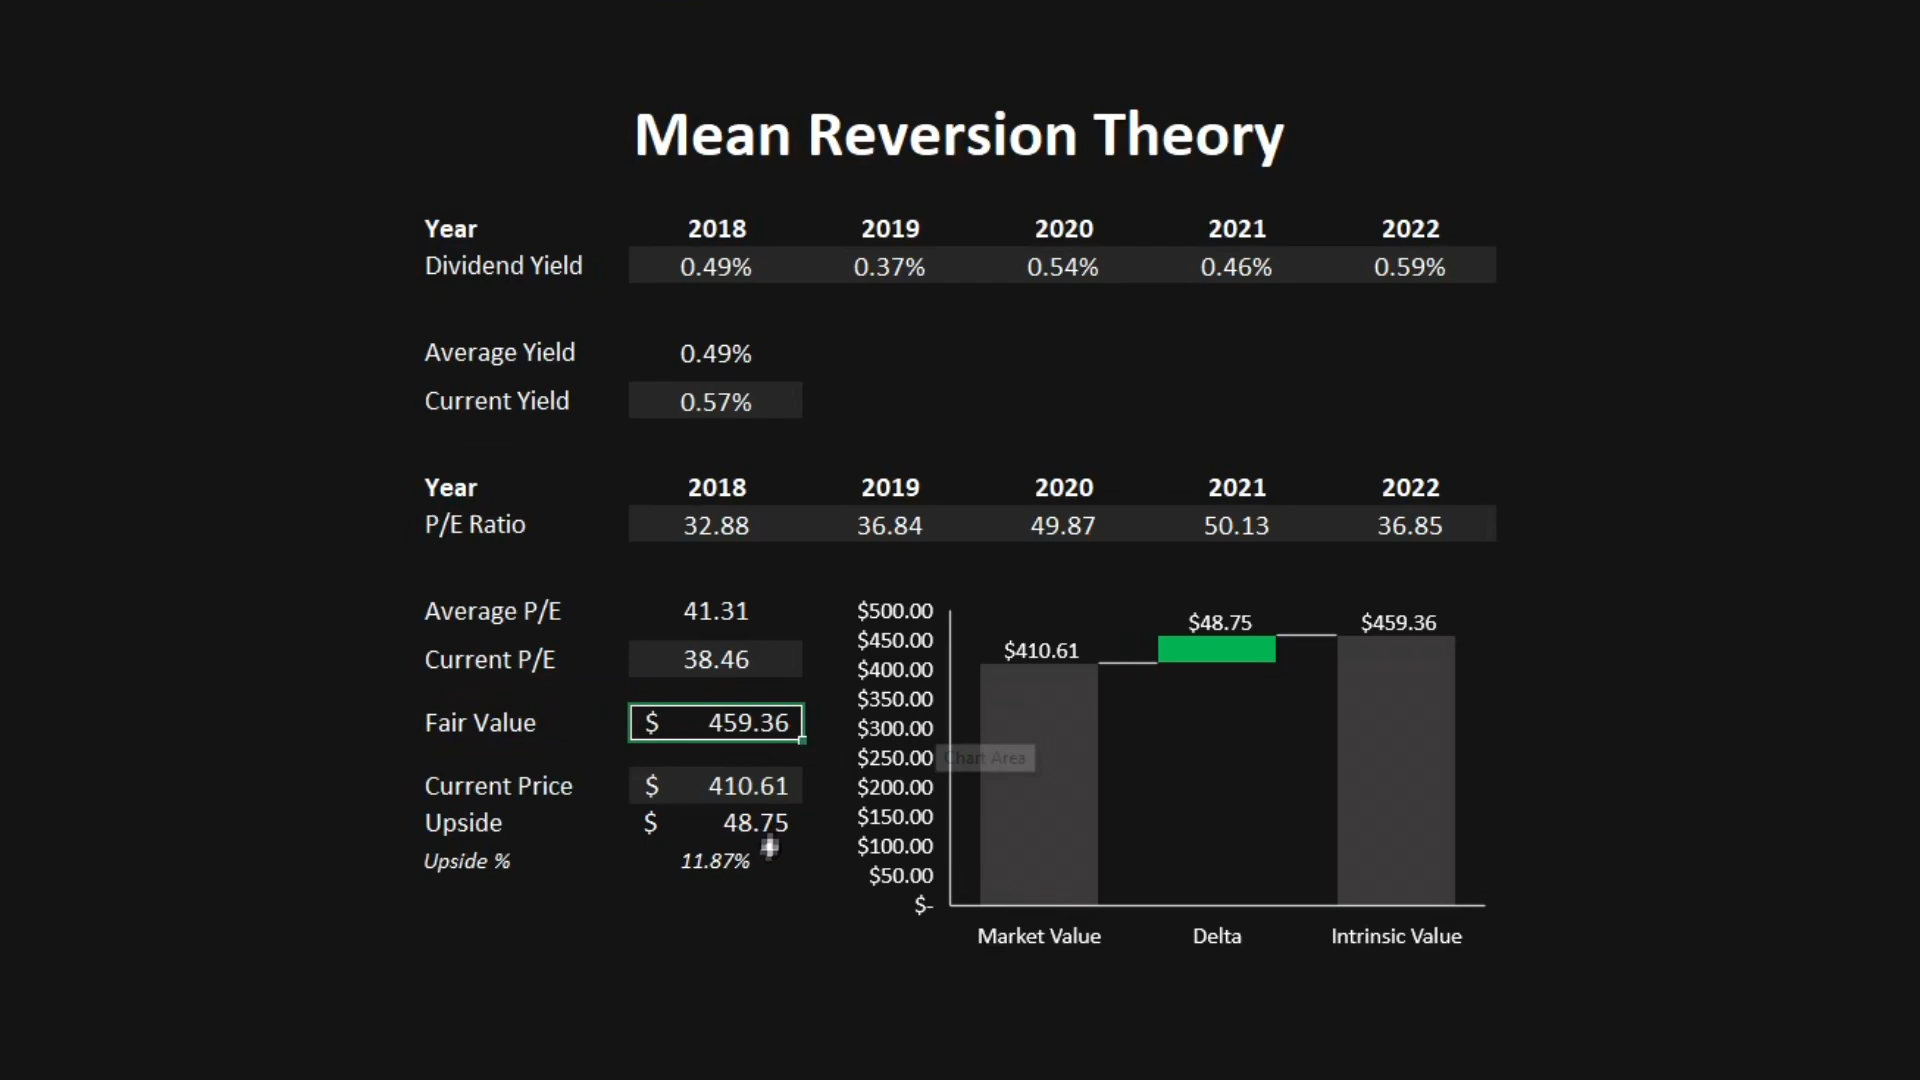 Mean Reversion Theory
Year 2018 2019 2020 2021 2022
Dividend Yield 0.49% 0.37% 0.54% 0.46% 0.59%
Average Yield 0.49%
Current Yield 0.57%
Year 2018 2019 2020 2021 2022
P/E Ratio 32.88 36.84 49.87 50.13 36.85
Average P/E 41.31
Current P/E 38.46
Fair Value $ 459.36
Current Price $ 410.61
Upside $ 48.75
Upside % 11.87%
$500.00
$450.00
$400.00
$350.00
$300.00
$250.00
$200.00
$150.00
$100.00
$50.00
$-
$410.61
$48.75
$459.36
Chart Area
Market Value Delta Intrinsic Value